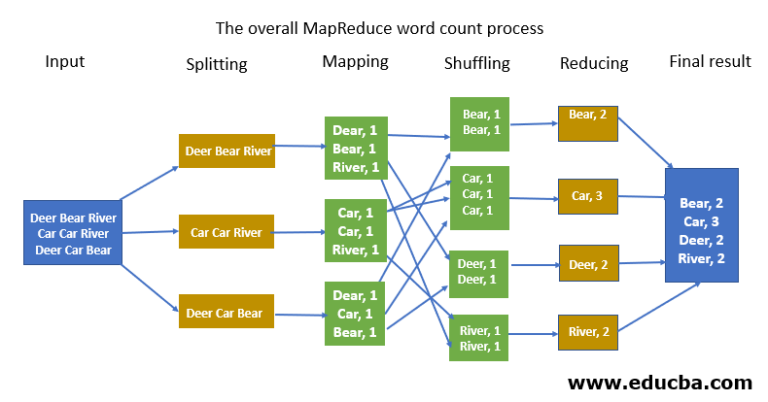 The overall MapReduce word count process
Input
Splitting
Mapping
Shuffling
Reducing
Final result
Deer Bear River
Car Car River
Deer Car Bear
Deer Bear River
Car Car River
Deer Car Bear
Dear, 1
Bear, 1
River, 1
Car, 1
Car, 1
River, 1
Dear, 1
Car, 1
Bear, 1
Bear, 1
Bear, 1
Car, 1
Car, 1
Car, 1
Deer, 1
Deer, 1
River, 1
River, 1
Bear, 2
Car, 3
Deer, 2
River, 2
Bear, 2
Car, 3
Deer, 2
River, 2
www.educba.com